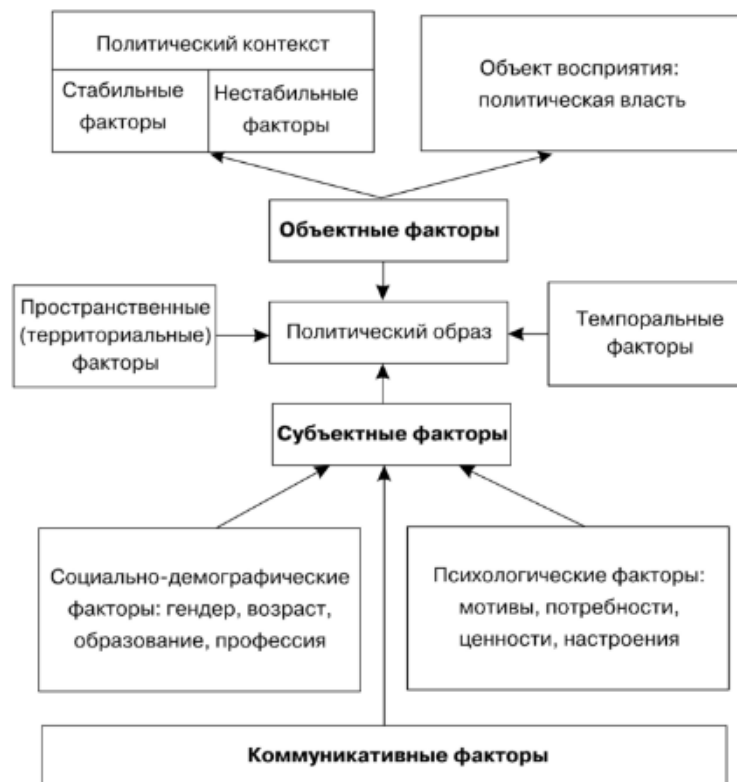 Политический контекст
Стабильные
факторы
Нестабильные
факторы
Объект восприятия:
политическая власть
Объектные факторы
Пространственные
(территориальные)
факторы
Политический образ
Темпоральные
факторы
Субъектные факторы
Социально-демографические
факторы: гендер, возраст,
образование, профессия
Психологические факторы:
мотивы, потребности,
ценности, настроения
Коммуникативные факторы